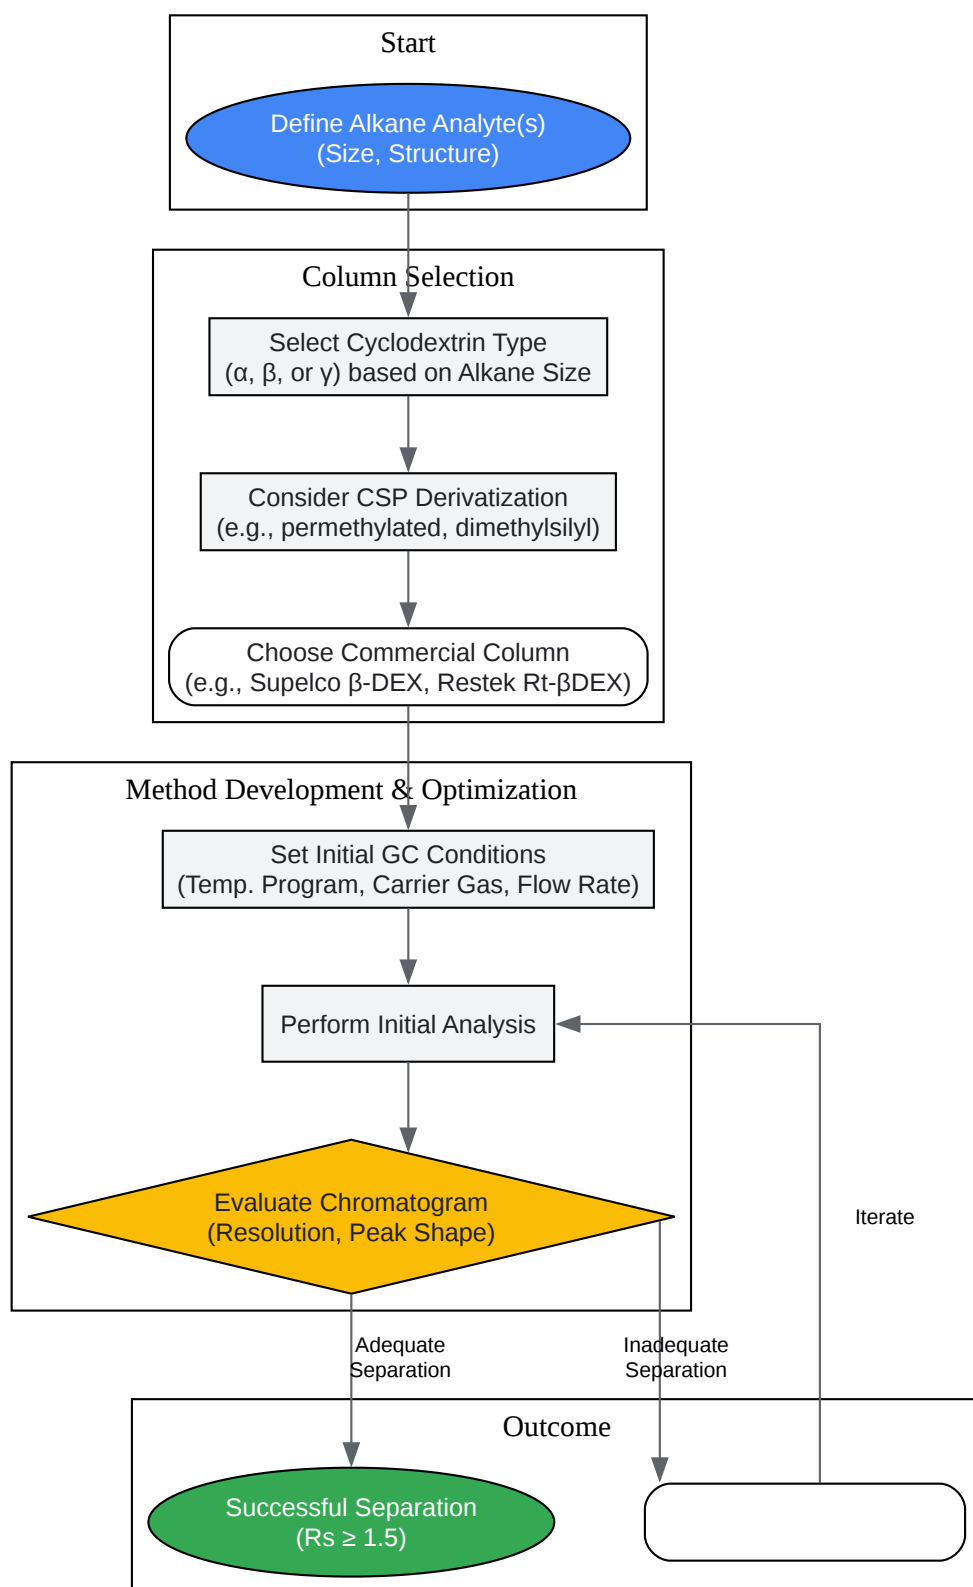 Start
Define Alkane Analyte(s)
(Size, Structure)
Column Selection
Select Cyclodextrin Type
(α, β, or γ) based on Alkane Size
Consider CSP Derivatization
(e.g., permethylated, dimethylsilyl)
Choose Commercial Column
(e.g., Supelco β-DEX, Restek Rt-βDEX)
Method Development & Optimization
Set Initial GC Conditions
(Temp. Program, Carrier Gas, Flow Rate)
Perform Initial Analysis
Evaluate Chromatogram
(Resolution, Peak Shape)
Iterate
Adequate
Separation
Inadequate
Separation
Outcome
Successful Separation
(Rs ≥ 1.5)